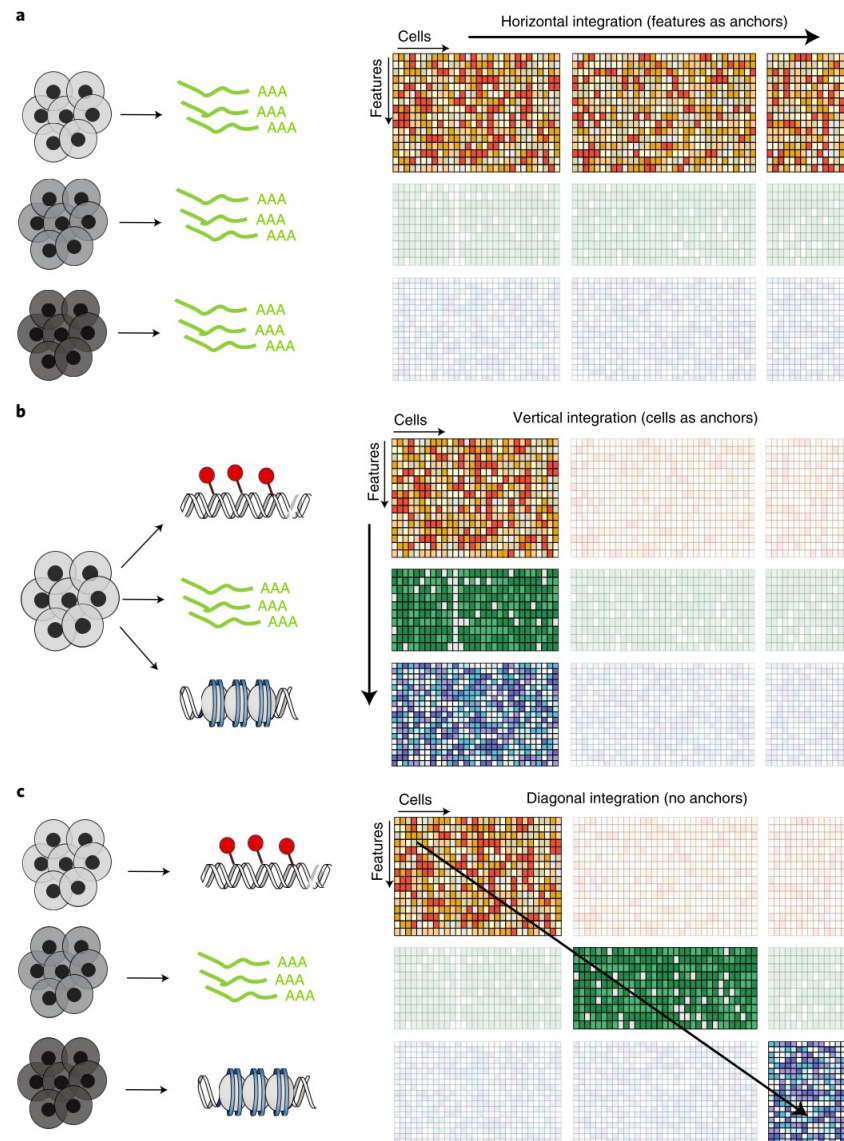 a
Horizontal integration (features as anchors)
Cells
Features
AAA
AAA
AAA
AAA
AAA
AAA
AAA
AAA
AAA
b
Vertical integration (cells as anchors)
Cells
Features
AAA
AAA
AAA
c
Diagonal integration (no anchors)
Cells
Features
AAA
AAA
AAA